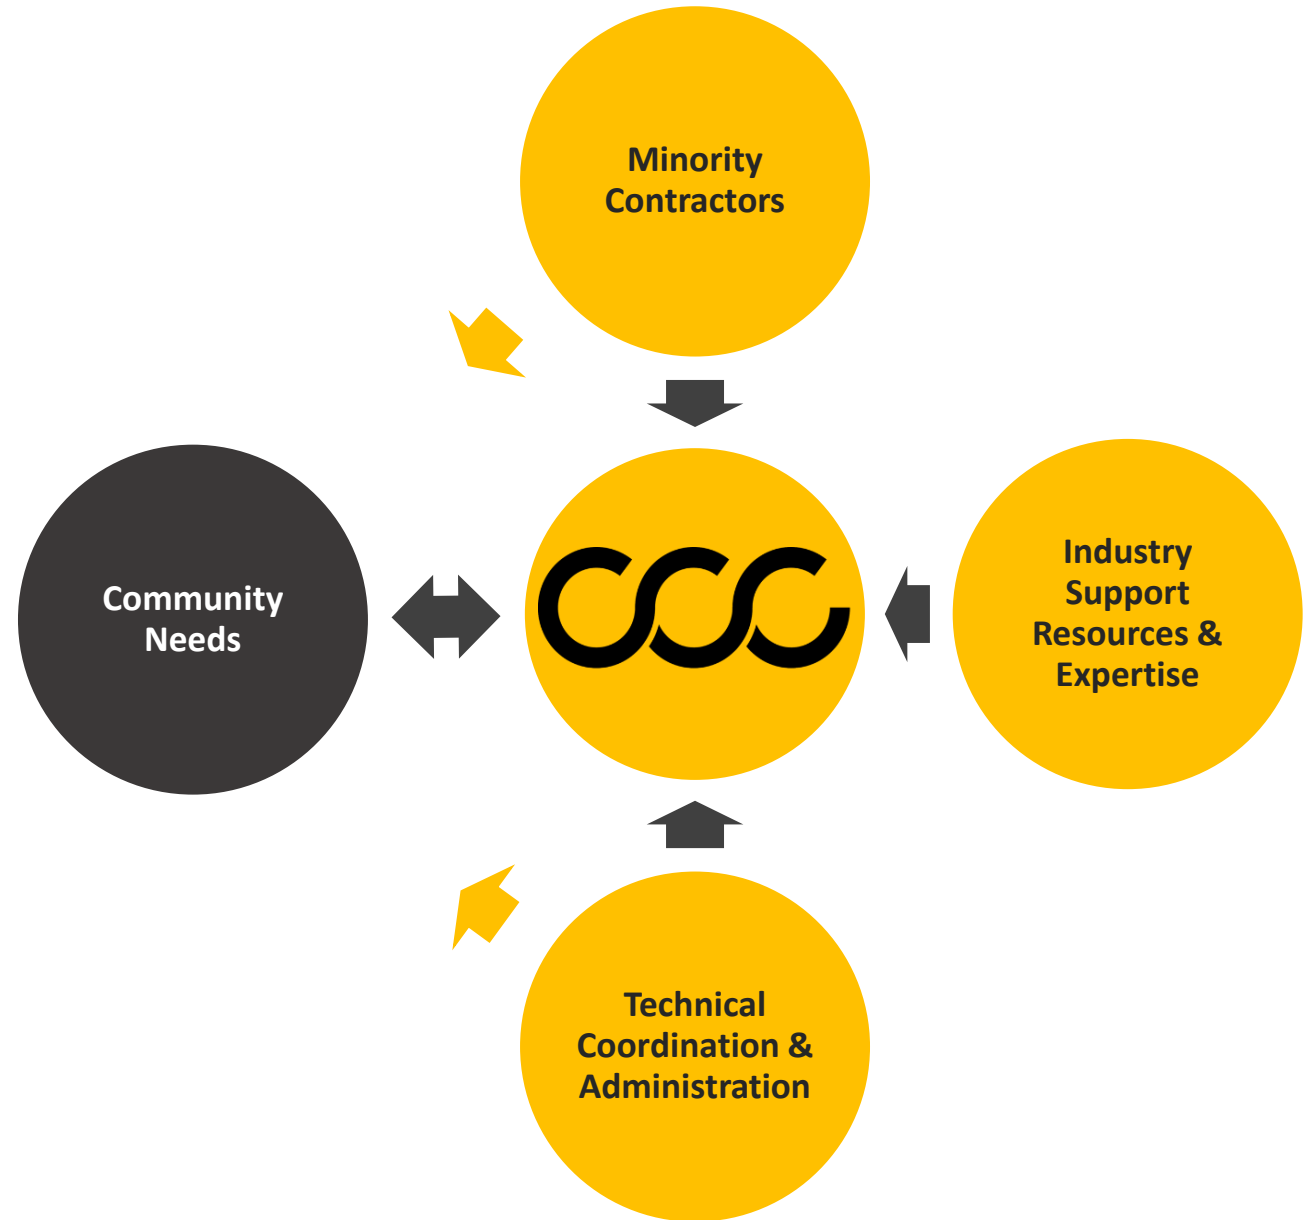 Minority
Contractors
Community
Needs
CCC
Industry
Support
Resources &
Expertise
Technical
Coordination &
Administration